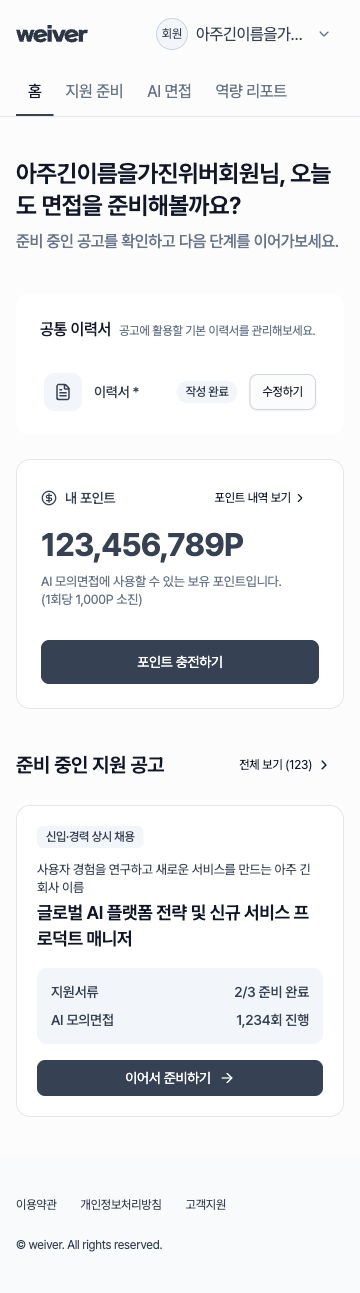 weiver
회원 아주긴이름을가...
홈 지원 준비 AI 면접 역량 리포트
아주긴이름을가진위버회원님, 오늘
도 면접을 준비해볼까요?
준비 중인 공고를 확인하고 다음 단계를 이어가보세요.
공통 이력서 공고에 활용할 기본 이력서를 관리해보세요.
이력서 * 작성 완료 수정하기
내 포인트 포인트 내역 보기
123,456,789P
AI 모의면접에 사용할 수 있는 보유 포인트입니다.
(1회당 1,000P 소진)
포인트 충전하기
준비 중인 지원 공고 전체 보기 (123)
신입·경력 상시 채용
사용자 경험을 연구하고 새로운 서비스를 만드는 아주 긴
회사 이름
글로벌 AI 플랫폼 전략 및 신규 서비스 프
로덕트 매니저
지원서류 2/3 준비 완료
AI 모의면접 1,234회 진행
이어서 준비하기
이용약관 개인정보처리방침 고객지원
© weiver. All rights reserved.